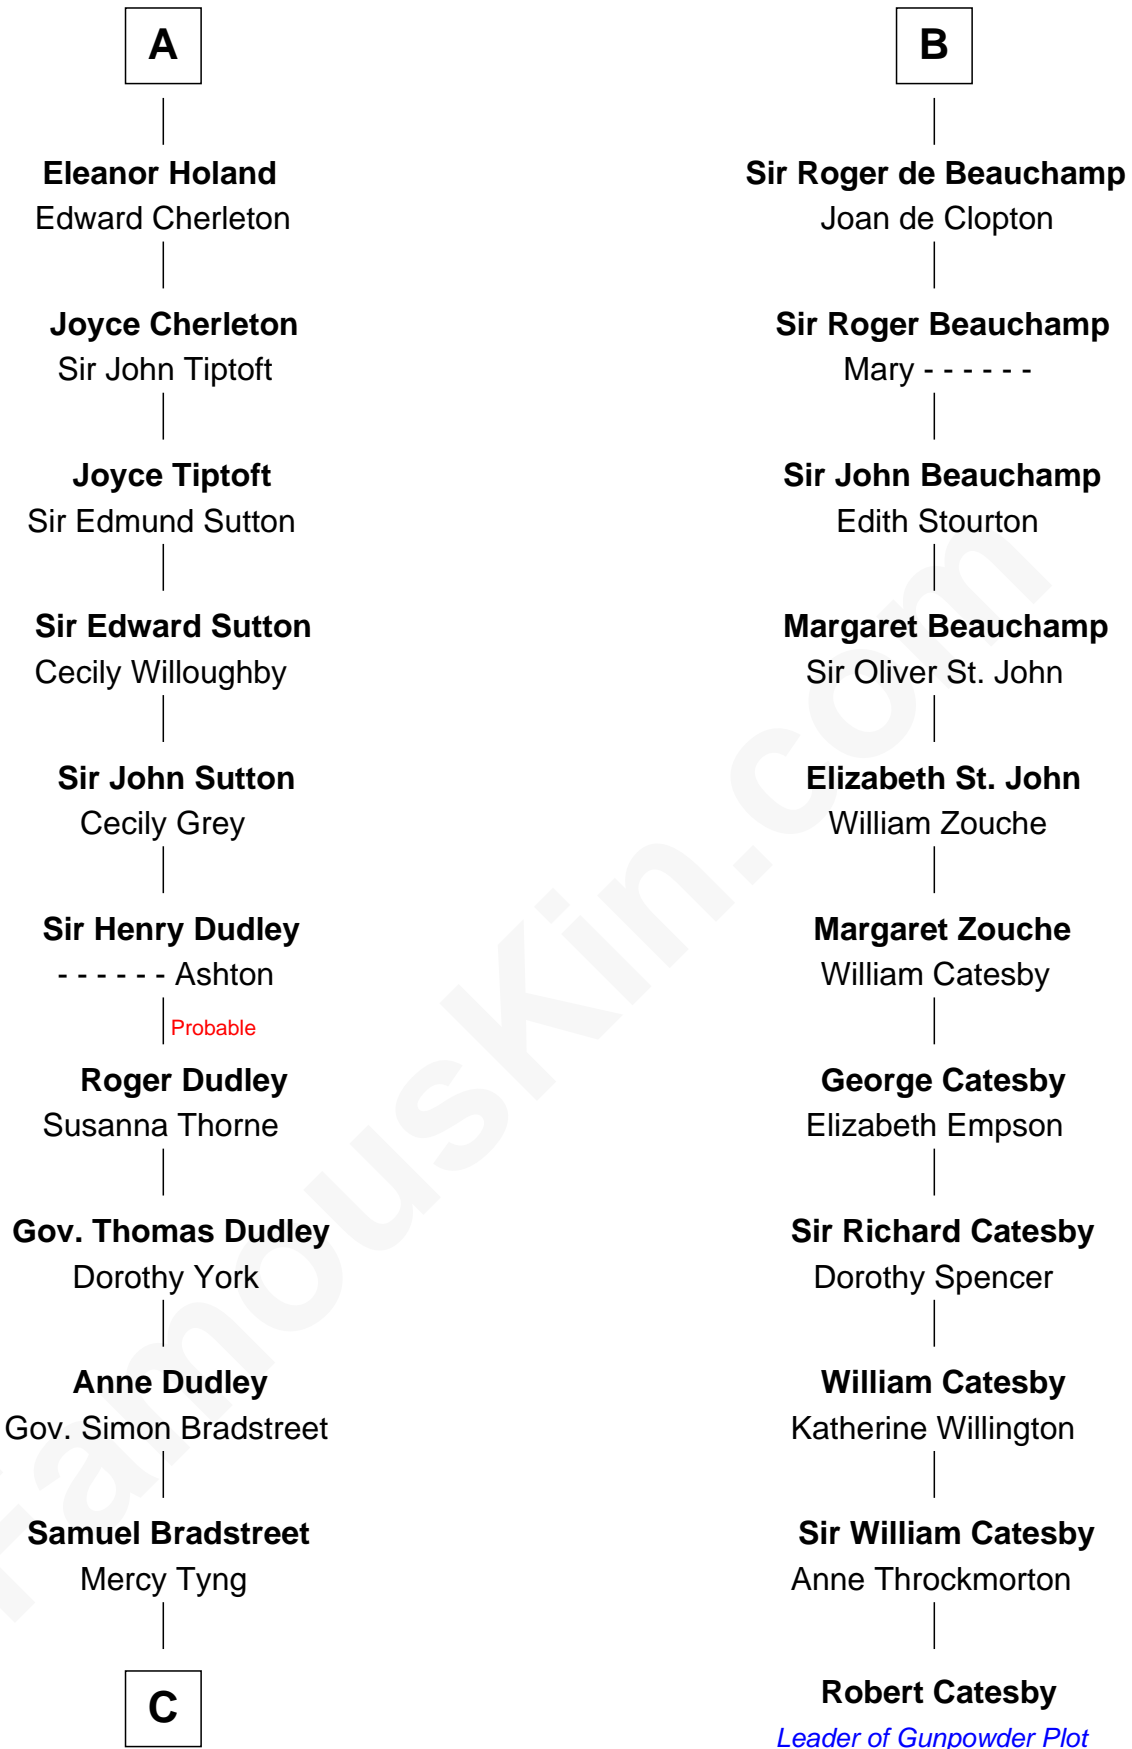 A
Eleanor Holand
Edward Cherleton
Joyce Cherleton
Sir John Tiptoft
Joyce Tiptoft
Sir Edmund Sutton
Sir Edward Sutton
Cecily Willoughby
Sir John Sutton
Cecily Grey
Sir Henry Dudley
- - - - - - Ashton
Probable
Roger Dudley
Susanna Thorne
Gov. Thomas Dudley
Dorothy York
Anne Dudley
Gov. Simon Bradstreet
Samuel Bradstreet
Mercy Tyng
C
B
Sir Roger de Beauchamp
Joan de Clopton
Sir Roger Beauchamp
Mary - - - - - -
Sir John Beauchamp
Edith Stourton
Margaret Beauchamp
Sir Oliver St. John
Elizabeth St. John
William Zouche
Margaret Zouche
William Catesby
George Catesby
Elizabeth Empson
Sir Richard Catesby
Dorothy Spencer
William Catesby
Katherine Willington
Sir William Catesby
Anne Throckmorton
Robert Catesby
Leader of Gunpowder Plot
FamousKin.com